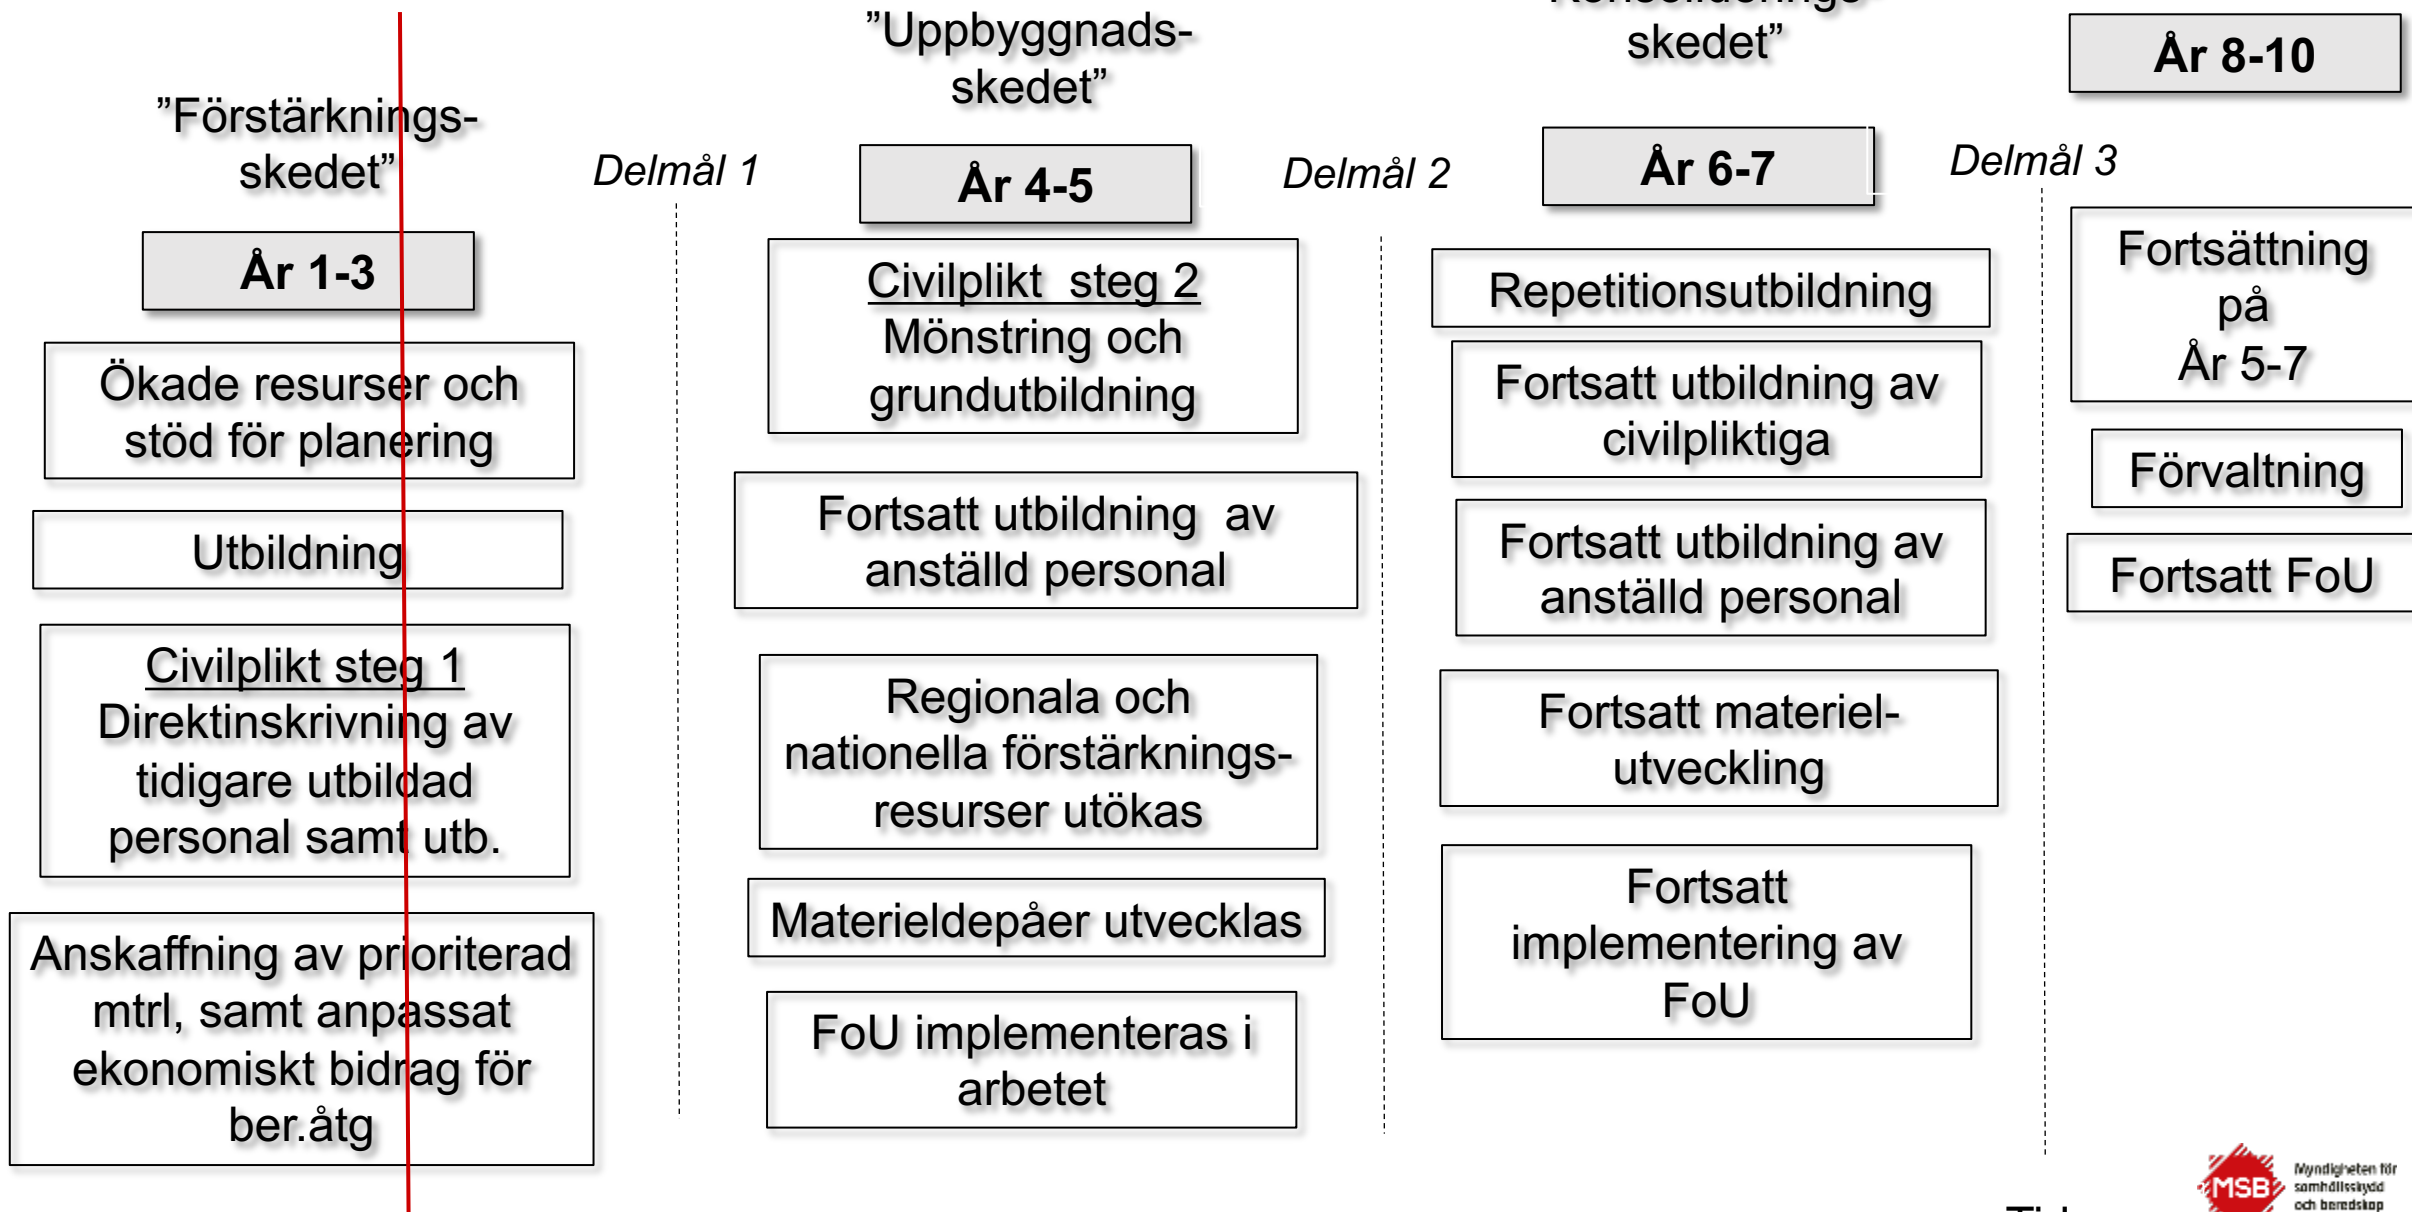 ”Förstärknings-
skedet”
År 1-3
Ökade resurser och
stöd för planering
Utbildning
Civilplikt steg 1
Direktinskrivning av
tidigare utbildad
personal samt utb.
Anskaffning av prioriterad
mtrl, samt anpassat
ekonomiskt bidrag för
ber.åtg
Delmål 1
”Uppbyggnads-
skedet”
År 4-5
Civilplikt steg 2
Mönstring och
grundutbildning
Fortsatt utbildning av
anställd personal
Regionala och
nationella förstärknings-
resurser utökas
Materieldepåer utvecklas
FoU implementeras i
arbetet
Delmål 2
skedet”
År 6-7
Repetitionsutbildning
Fortsatt utbildning av
civilpliktiga
Fortsatt utbildning av
anställd personal
Fortsatt materiel-
utveckling
Fortsatt
implementering av
FoU
Delmål 3
År 8-10
Fortsättning
på
År 5-7
Förvaltning
Fortsatt FoU
MSB
Myndigheten för
samhällsskydd
och beredskap